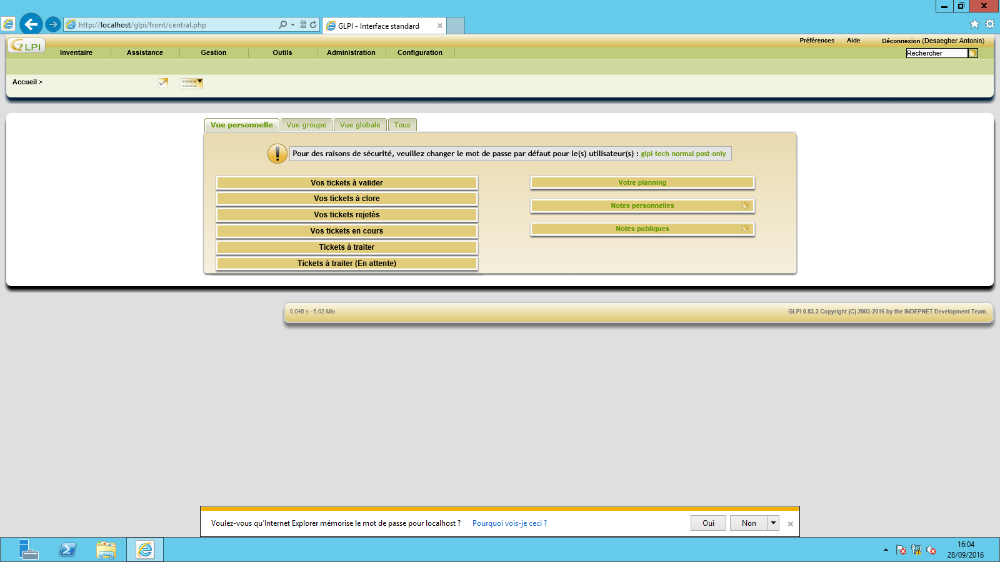 http://localhost/glpi/front/central.php
GLPI - Interface standard
GLPI
Préférences
Aide
Déconnexion (Desaegher Antonin)
Inventaire
Assistance
Gestion
Outils
Administration
Configuration
Rechercher
Accueil >
Vue personnelle
Vue groupe
Vue globale
Tous
Pour des raisons de sécurité, veuillez changer le mot de passe par défaut pour le(s) utilisateur(s) : glpi tech normal post-only
Vos tickets à valider
Vos tickets à clore
Vos tickets rejetés
Vos tickets en cours
Tickets à traiter
Tickets à traiter (En attente)
Votre planning
Notes personnelles
Notes publiques
0.046 s - 6.02 Mio
GLPI 0.83.2 Copyright (C) 2003-2016 by the INDEPNET Development Team.
Voulez-vous qu'Internet Explorer mémorise le mot de passe pour localhost ?
Pourquoi vois-je ceci ?
Oui
Non
16:04
28/09/2016